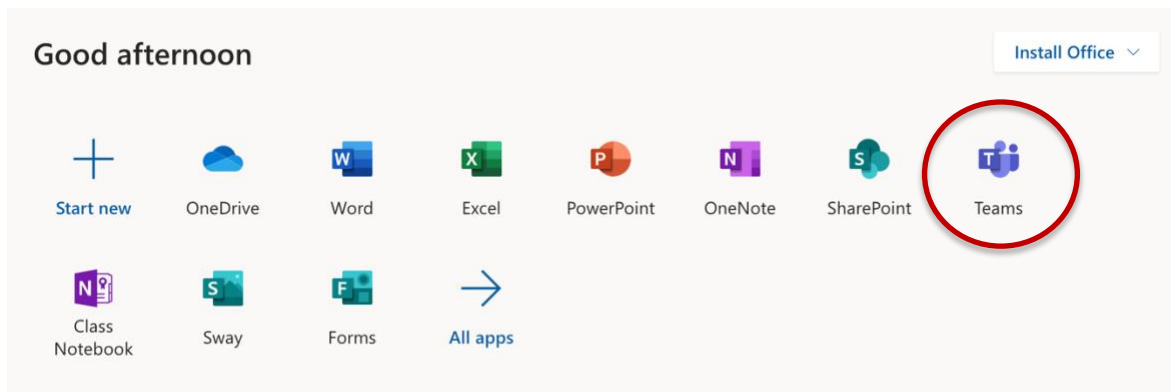 Good afternoon
Install Office
W
X
P
N
S
T
Start new
OneDrive
Word
Excel
PowerPoint
OneNote
SharePoint
Teams
N
S
F
Class
Notebook
Sway
Forms
All apps